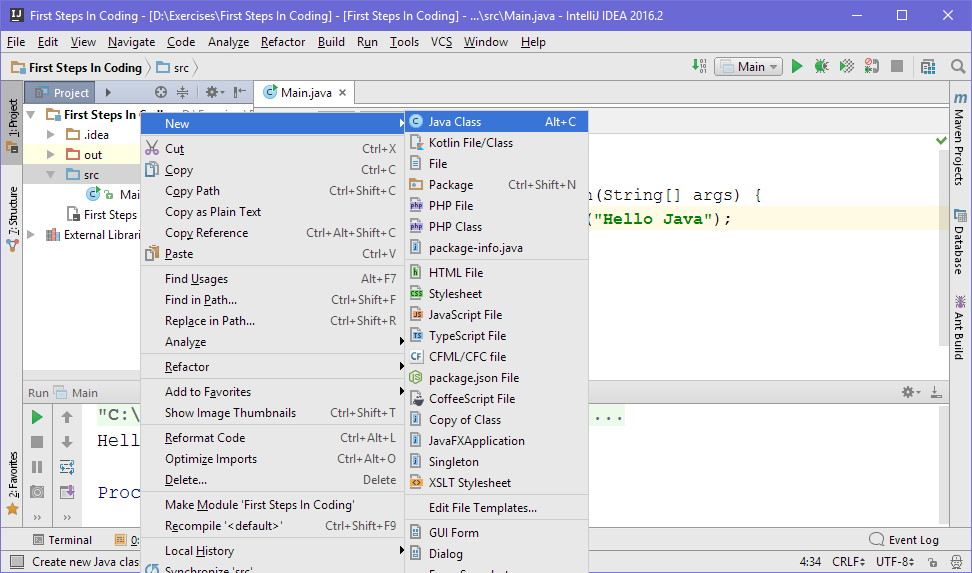 First Steps In Coding - [D:\Exercises\First Steps In Coding] - [First Steps In Coding] - ...\src\Main.java - IntelliJ IDEA 2016.2
File Edit View Navigate Code Analyze Refactor Build Run Tools VCS Window Help
First Steps In Coding src Main
Project Main.java
1: Project
7: Structure
2: Favorites
First Steps In
.idea
out
src
Mai
First Steps
External Librari
New
Cut Ctrl+X
Copy Ctrl+C
Copy Path Ctrl+Shift+C
Copy as Plain Text
Copy Reference Ctrl+Alt+Shift+C
Paste Ctrl+V
Find Usages Alt+F7
Find in Path... Ctrl+Shift+F
Replace in Path... Ctrl+Shift+R
Analyze
Refactor
Add to Favorites
Show Image Thumbnails Ctrl+Shift+T
Reformat Code Ctrl+Alt+L
Optimize Imports Ctrl+Alt+O
Delete... Delete
Make Module 'First Steps In Coding'
Recompile '<default>' Ctrl+Shift+F9
Local History
Synchronize 'src'
Java Class Alt+C
Kotlin File/Class
File
Package Ctrl+Shift+N
PHP File
PHP Class
package-info.java
HTML File
Stylesheet
JavaScript File
TypeScript File
CFML/CFC file
package.json File
CoffeeScript File
Copy of Class
JavaFXApplication
Singleton
XSLT Stylesheet
Edit File Templates...
GUI Form
Dialog
n(String[] args) {
("Hello Java");
Maven Projects
Database
Ant Build
Run Main
"C:\ ...
Hell
Proc
Terminal 0: Event Log
Create new Java clas 4:34 CRLF UTF-8